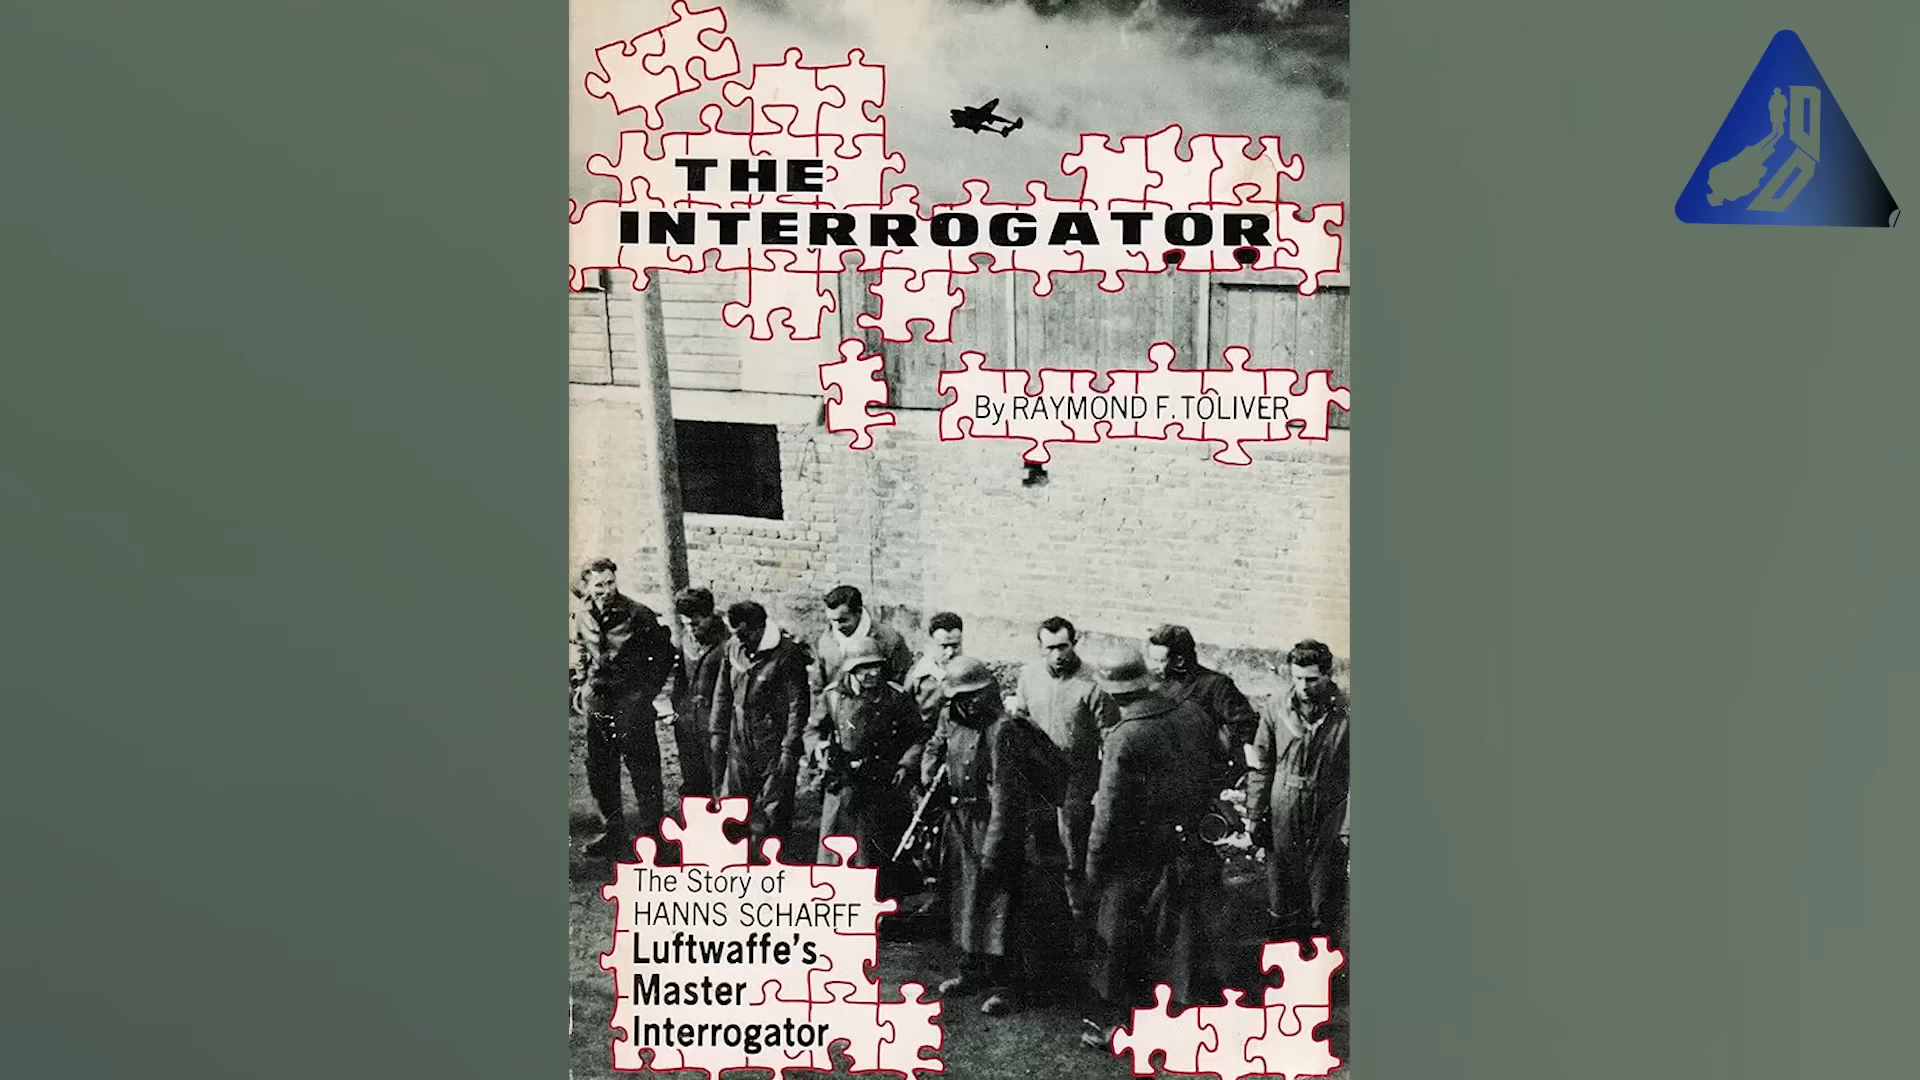 THE
INTERROGATOR
By RAYMOND F. TOLIVER
The Story of
HANNS SCHARFF
Luftwaffe's
Master
Interrogator